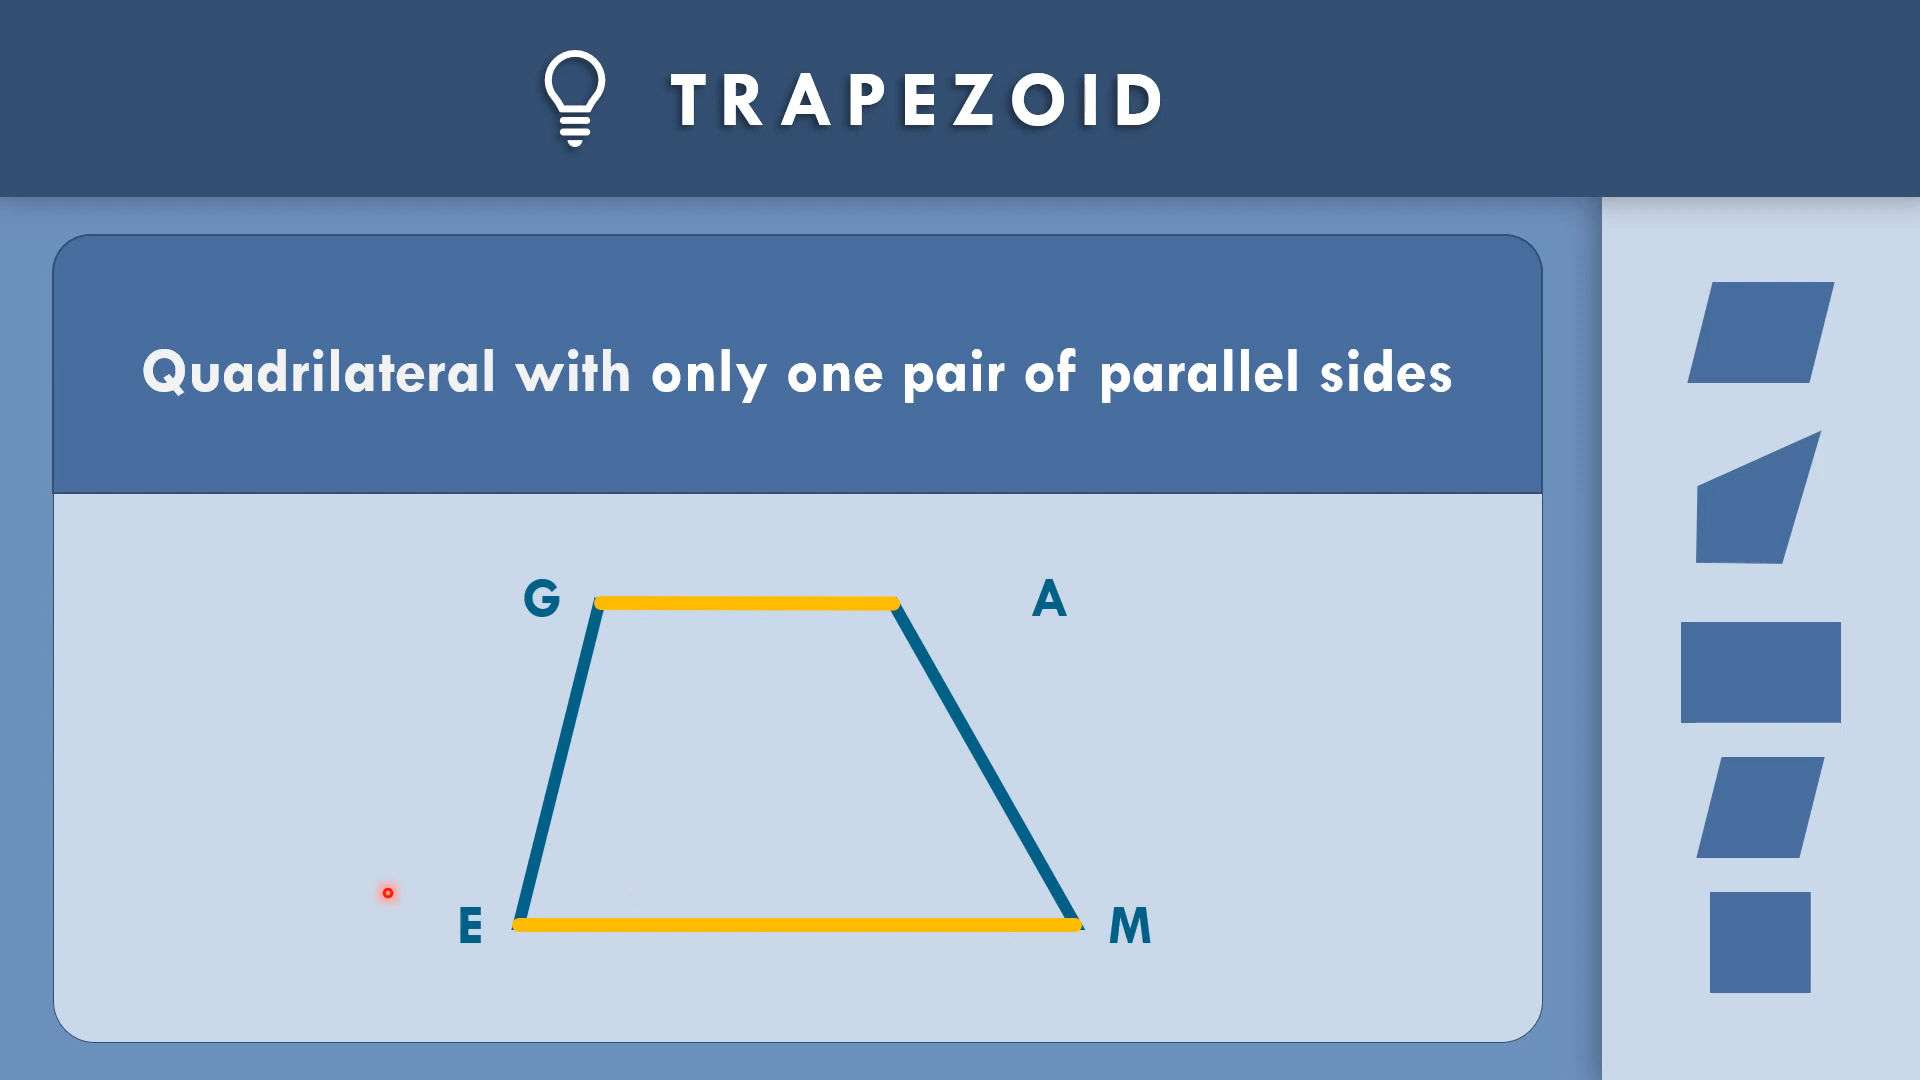 TRAPEZOID
Quadrilateral with only one pair of parallel sides
G A
E M